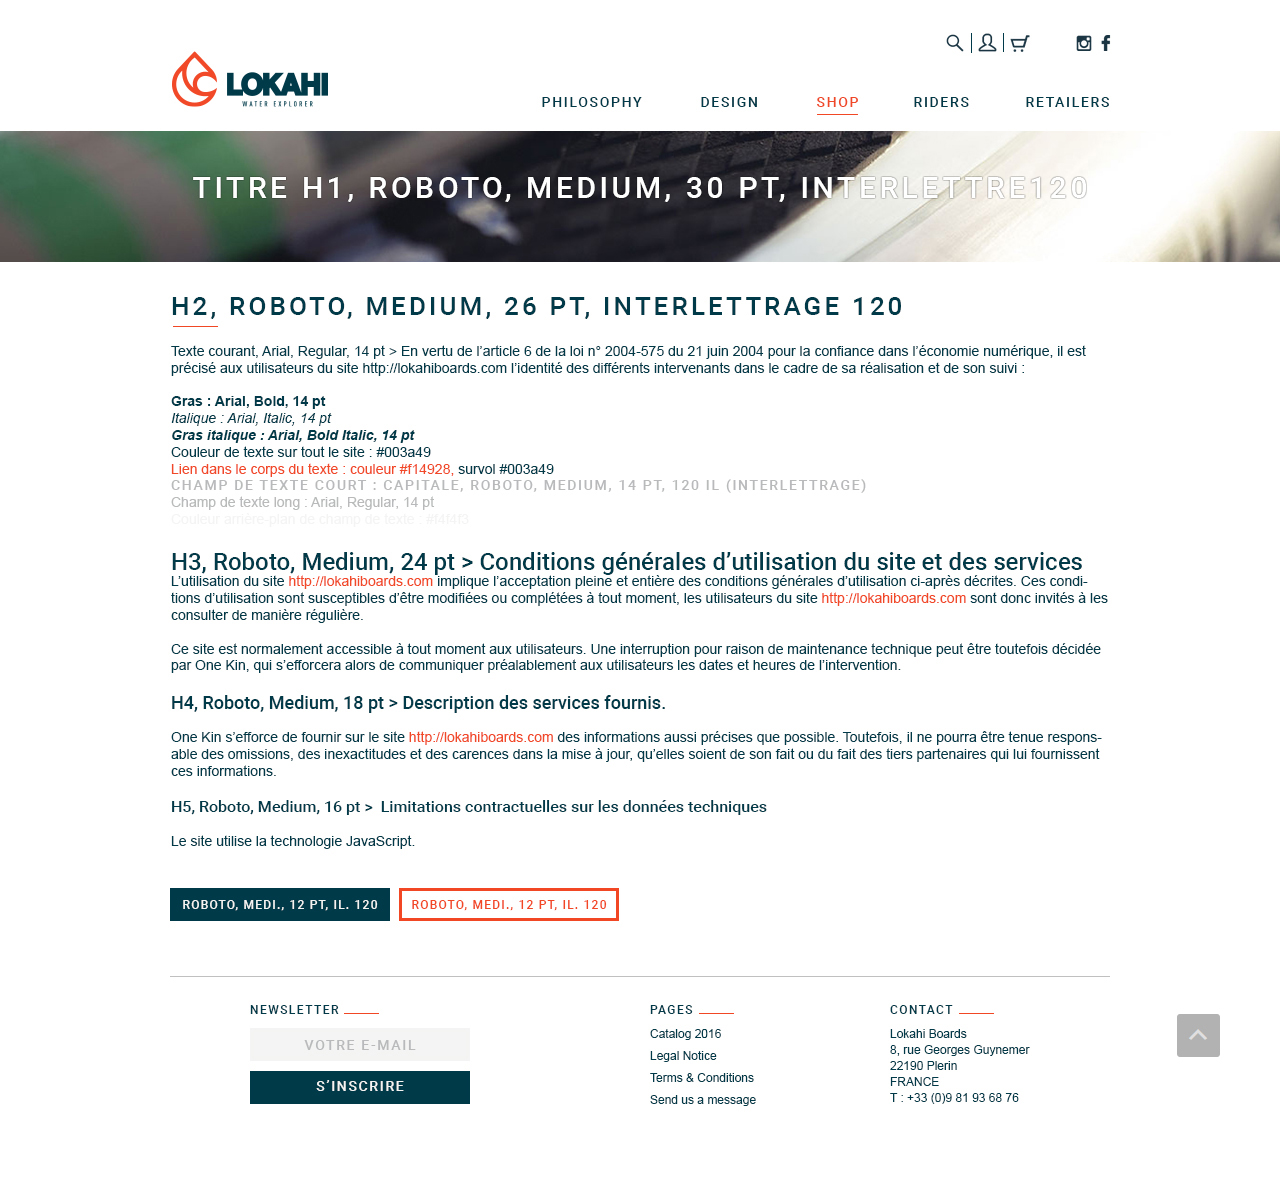 LOKAHI
WATER EXPLORER
PHILOSOPHY DESIGN SHOP RIDERS RETAILERS
TITRE H1, ROBOTO, MEDIUM, 30 PT, INTERLETTRE120
H2, ROBOTO, MEDIUM, 26 PT, INTERLETTRAGE 120
Texte courant, Arial, Regular, 14 pt > En vertu de l’article 6 de la loi n° 2004-575 du 21 juin 2004 pour la confiance dans l’économie numérique, il est
précisé aux utilisateurs du site http://lokahiboards.com l’identité des différents intervenants dans le cadre de sa réalisation et de son suivi :
Gras : Arial, Bold, 14 pt
Italique : Arial, Italic, 14 pt
Gras italique : Arial, Bold Italic, 14 pt
Couleur de texte sur tout le site : #003a49
Lien dans le corps du texte : couleur #f14928, survol #003a49
CHAMP DE TEXTE COURT : CAPITALE, ROBOTO, MEDIUM, 14 PT, 120 IL (INTERLETTRAGE)
Champ de texte long : Arial, Regular, 14 pt
Couleur arrière-plan de champ de texte : #f4f4f3
H3, Roboto, Medium, 24 pt > Conditions générales d’utilisation du site et des services
L’utilisation du site http://lokahiboards.com implique l’acceptation pleine et entière des conditions générales d’utilisation ci-après décrites. Ces condi-
tions d’utilisation sont susceptibles d’être modifiées ou complétées à tout moment, les utilisateurs du site http://lokahiboards.com sont donc invités à les
consulter de manière régulière.
Ce site est normalement accessible à tout moment aux utilisateurs. Une interruption pour raison de maintenance technique peut être toutefois décidée
par One Kin, qui s’efforcera alors de communiquer préalablement aux utilisateurs les dates et heures de l’intervention.
H4, Roboto, Medium, 18 pt > Description des services fournis.
One Kin s’efforce de fournir sur le site http://lokahiboards.com des informations aussi précises que possible. Toutefois, il ne pourra être tenue respons-
able des omissions, des inexactitudes et des carences dans la mise à jour, qu’elles soient de son fait ou du fait des tiers partenaires qui lui fournissent
ces informations.
H5, Roboto, Medium, 16 pt > Limitations contractuelles sur les données techniques
Le site utilise la technologie JavaScript.
ROBOTO, MEDI., 12 PT, IL. 120 ROBOTO, MEDI., 12 PT, IL. 120
NEWSLETTER
VOTRE E-MAIL
S’INSCRIRE
PAGES
Catalog 2016
Legal Notice
Terms & Conditions
Send us a message
CONTACT
Lokahi Boards
8, rue Georges Guynemer
22190 Plerin
FRANCE
T : +33 (0)9 81 93 68 76